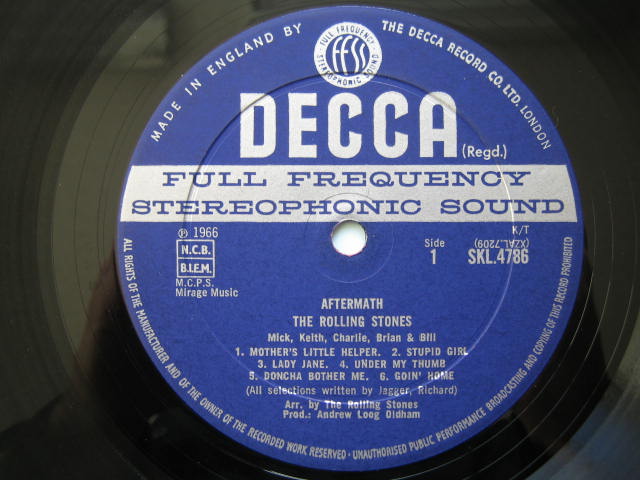 MADE IN ENGLAND BY THE DECCA RECORD CO. LTD. LONDON
FULL FREQUENCY
ffss
STEREOPHONIC SOUND
DECCA
(Regd.)
FULL FREQUENCY
STEREOPHONIC SOUND
℗ 1966
K/T
N.C.B.
B.I.E.M.
Side
1
(XZAL.7209)
SKL.4786
M.C.P.S.
Mirage Music
AFTERMATH
THE ROLLING STONES
Mick, Keith, Charlie, Brian & Bill
1. MOTHER'S LITTLE HELPER. 2. STUPID GIRL
3. LADY JANE. 4. UNDER MY THUMB
5. DONCHA BOTHER ME. 6. GOIN' HOME
(All selections written by Jagger, Richard)
Arr. by The Rolling Stones
Prod.: Andrew Loog Oldham
ALL RIGHTS OF THE MANUFACTURER AND OF THE OWNER OF THE RECORDED WORK RESERVED · UNAUTHORISED PUBLIC PERFORMANCE BROADCASTING AND COPYING OF THIS RECORD PROHIBITED